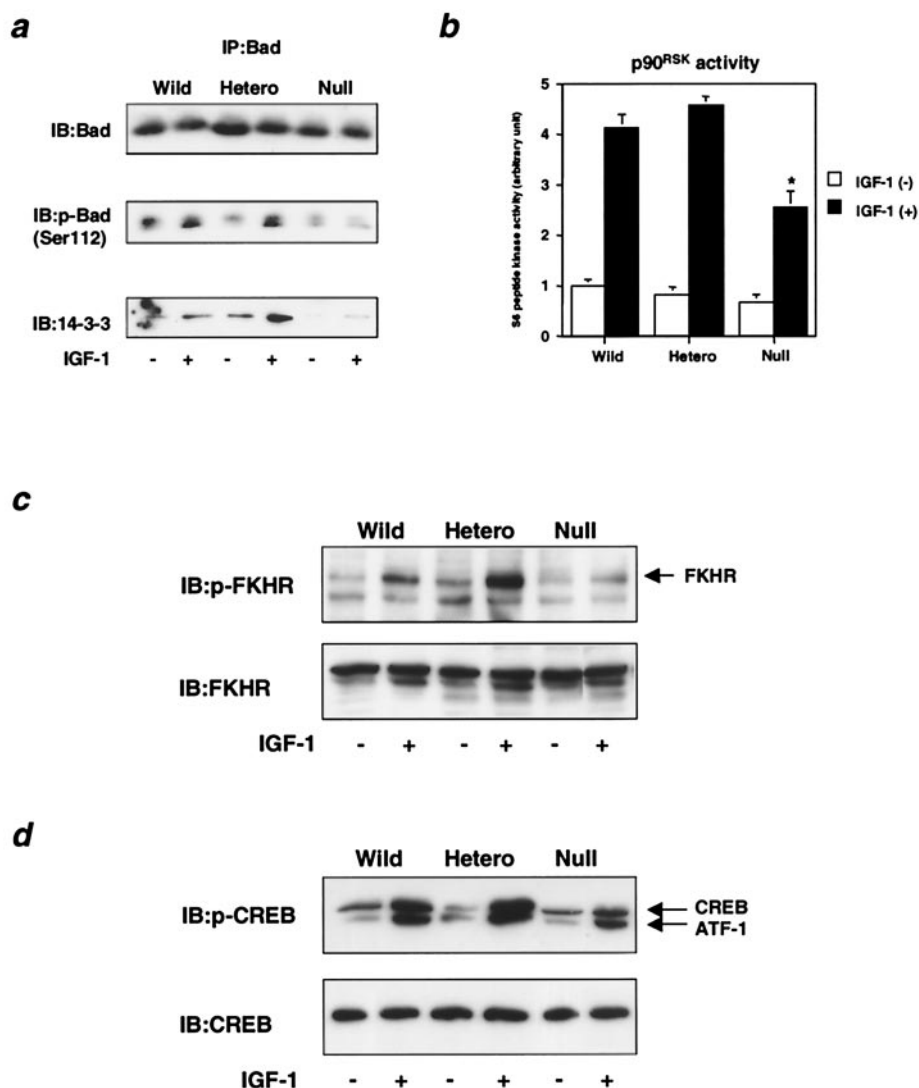 a
IP:Bad
Wild Hetero Null
IB:Bad
IB:p-Bad
(Ser112)
IB:14-3-3
IGF-1 - + - + - +
b
p90RSK activity
S6 peptide kinase activity (arbitrary unit)
5
4
3
2
1
0
*
Wild Hetero Null
IGF-1 (-)
IGF-1 (+)
c
Wild Hetero Null
IB:p-FKHR
FKHR
IB:FKHR
IGF-1 - + - + - +
d
Wild Hetero Null
IB:p-CREB
CREB
ATF-1
IB:CREB
IGF-1 - + - + - +